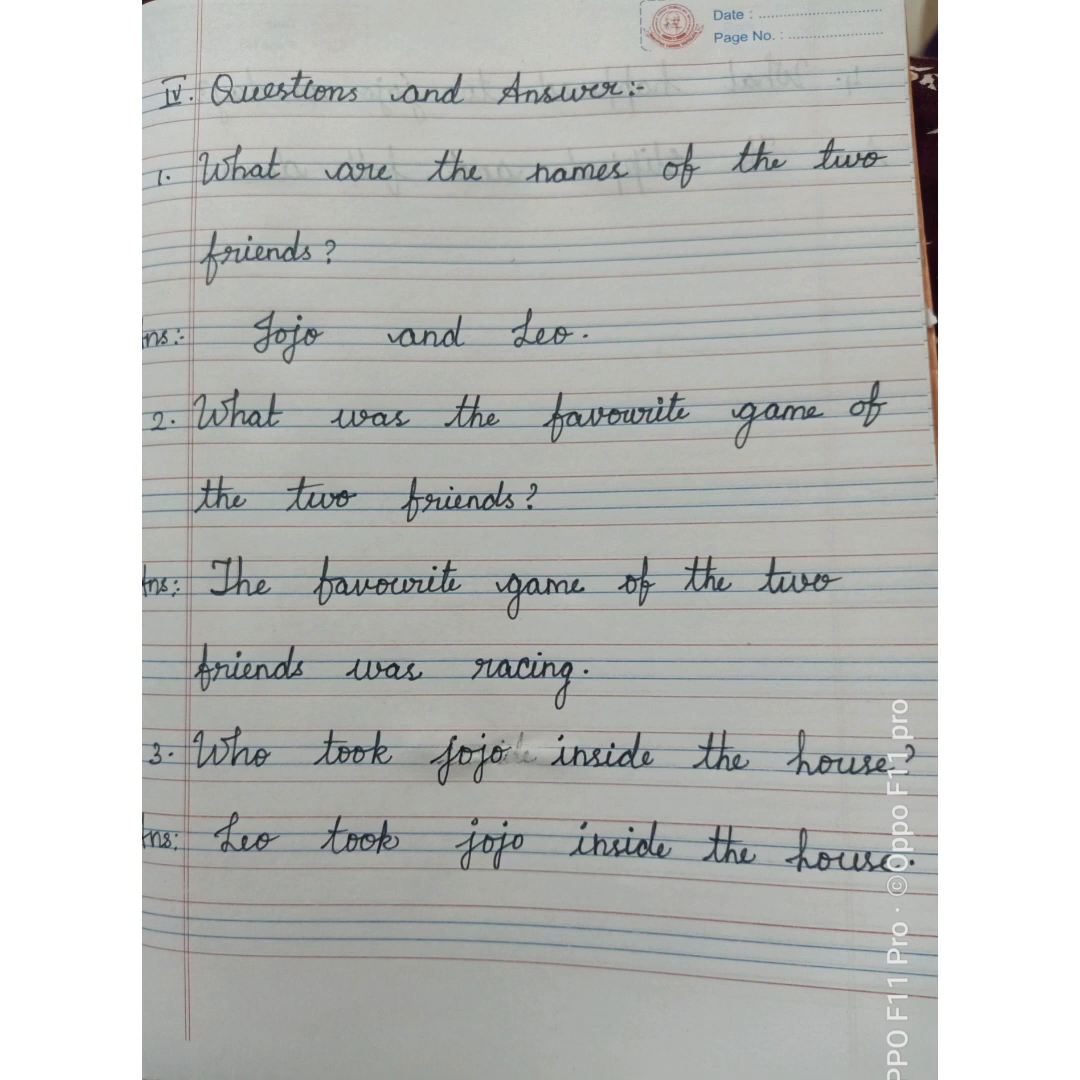 Date : ..............................
Page No. : ..............................
IV. Questions and Answer:-
1. What are the names of the two
friends?
ns:- Jojo and Leo.
2. What was the favourite game of
the two friends?
Ans: The favourite game of the two
friends was racing.
3. Who took jojo inside the house?
Ans: Leo took jojo inside the house.
PPO F11 Pro · ©Oppo F11 pro